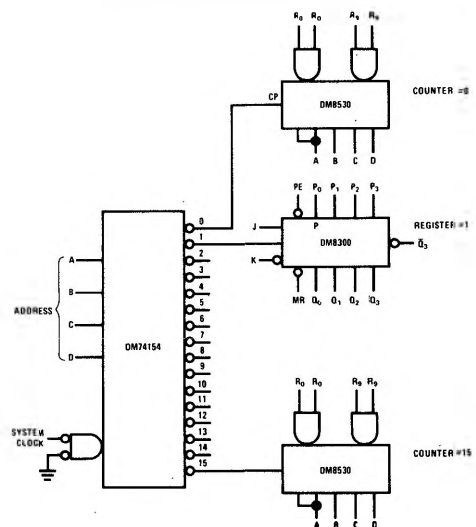 R0 R0 R9 R9
CP
DM8530
COUNTER =0
A B C D
PE P0 P1 P2 P3
J
P
DM8300
REGISTER =1
K
Q̄3
MR Q0 Q1 Q2 Q3
0
1
2
3
4
5
6
7
8
9
10
11
12
13
14
15
A
B
C
D
ADDRESS
DM74154
SYSTEM
CLOCK
R0 R0 R9 R9
DM8530
COUNTER =15
A B C D